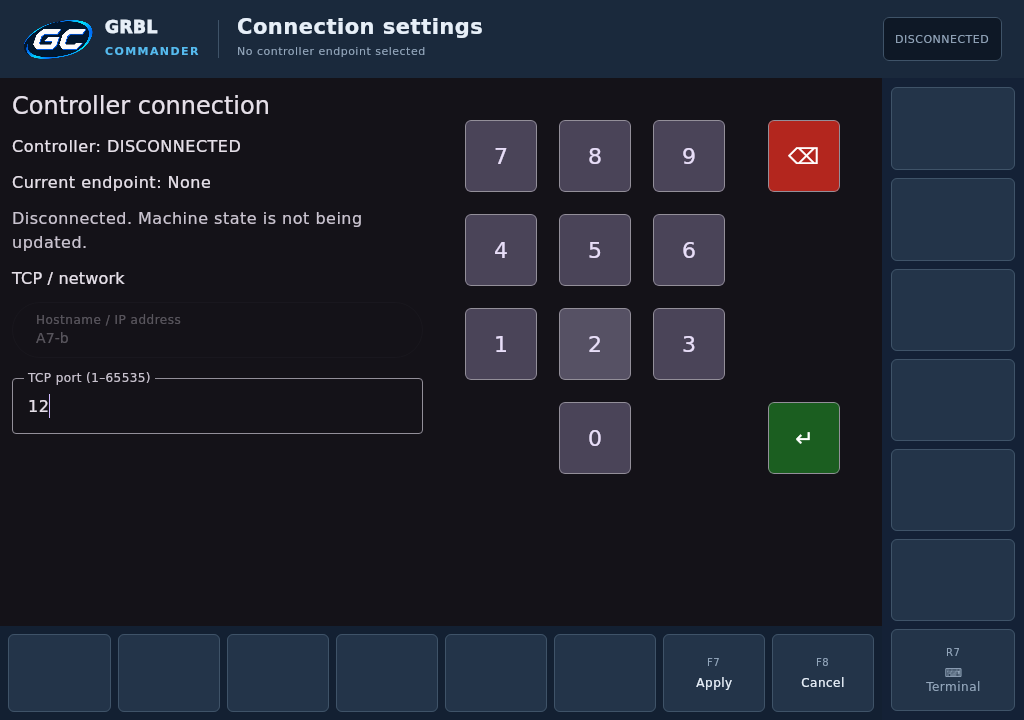 GC
GRBL
COMMANDER
Connection settings
No controller endpoint selected
DISCONNECTED
Controller connection
Controller: DISCONNECTED
Current endpoint: None
Disconnected. Machine state is not being
updated.
TCP / network
Hostname / IP address
A7-b
TCP port (1–65535)
12
7 8 9 ⌫
4 5 6
1 2 3
0 ↵
F7
Apply
F8
Cancel
R7
⌨
Terminal